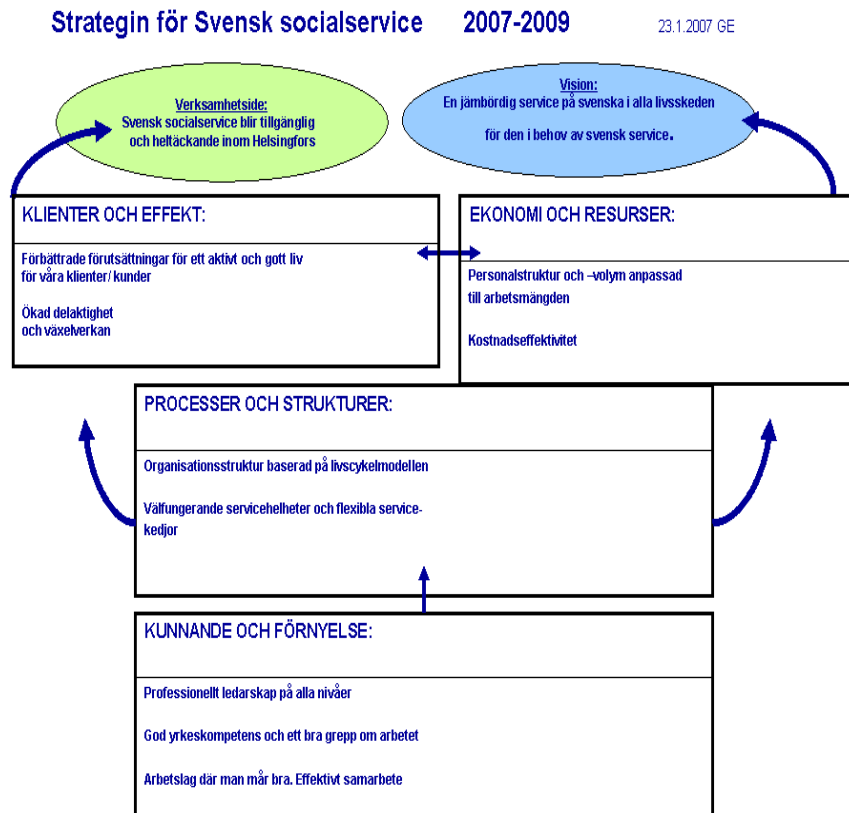 Strategin för Svensk socialservice 2007-2009 23.1.2007 GE
Verksamhetside:
Svensk socialservice blir tillgänglig
och heltäckande inom Helsingfors
Vision:
En jämbördig service på svenska i alla livsskeden
för den i behov av svensk service.
KLIENTER OCH EFFEKT:
Förbättrade förutsättningar för ett aktivt och gott liv
för våra klienter/ kunder
Ökad delaktighet
och växelverkan
EKONOMI OCH RESURSER:
Personalstruktur och –volym anpassad
till arbetsmängden
Kostnadseffektivitet
PROCESSER OCH STRUKTURER:
Organisationsstruktur baserad på livscykelmodellen
Välfungerande servicehelheter och flexibla service-
kedjor
KUNNANDE OCH FÖRNYELSE:
Professionellt ledarskap på alla nivåer
God yrkeskompetens och ett bra grepp om arbetet
Arbetslag där man mår bra. Effektivt samarbete